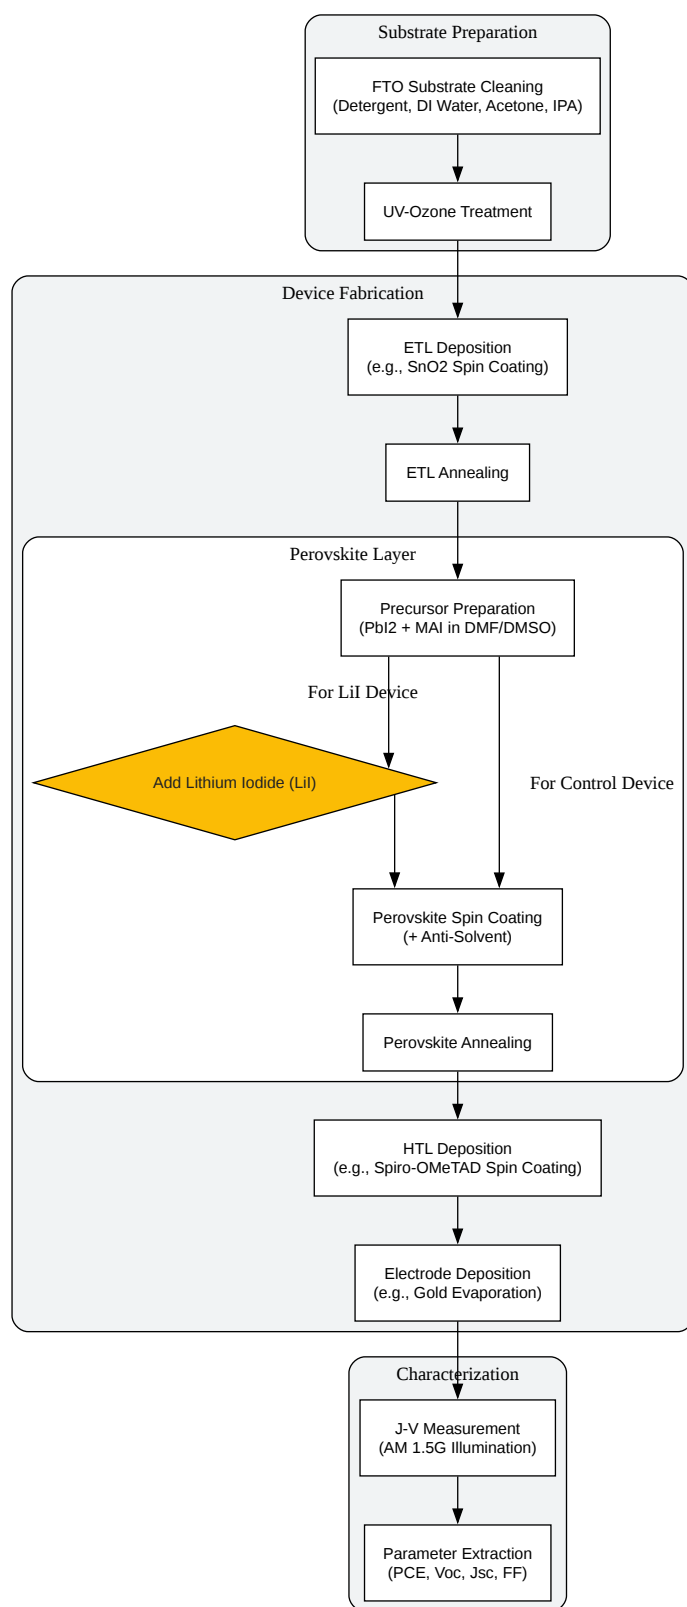 Substrate Preparation
FTO Substrate Cleaning
(Detergent, DI Water, Acetone, IPA)
UV-Ozone Treatment
Device Fabrication
ETL Deposition
(e.g., SnO2 Spin Coating)
ETL Annealing
Perovskite Layer
Precursor Preparation
(PbI2 + MAI in DMF/DMSO)
For LiI Device
Add Lithium Iodide (LiI)
For Control Device
Perovskite Spin Coating
(+ Anti-Solvent)
Perovskite Annealing
HTL Deposition
(e.g., Spiro-OMeTAD Spin Coating)
Electrode Deposition
(e.g., Gold Evaporation)
Characterization
J-V Measurement
(AM 1.5G Illumination)
Parameter Extraction
(PCE, Voc, Jsc, FF)